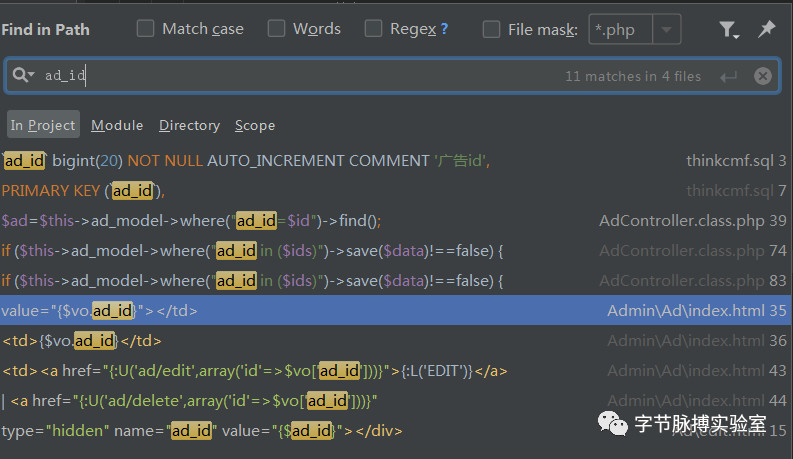 Find in Path Match case Words Regex ? File mask: *.php
ad_id 11 matches in 4 files
In Project Module Directory Scope
`ad_id` bigint(20) NOT NULL AUTO_INCREMENT COMMENT '广告id', thinkcmf.sql 3
PRIMARY KEY (`ad_id`), thinkcmf.sql 7
$ad=$this->ad_model->where("ad_id=$id")->find(); AdController.class.php 39
if ($this->ad_model->where("ad_id in ($ids)")->save($data)!==false) { AdController.class.php 74
if ($this->ad_model->where("ad_id in ($ids)")->save($data)!==false) { AdController.class.php 83
value="{$vo.ad_id}"></td> Admin\Ad\index.html 35
<td>{$vo.ad_id}</td> Admin\Ad\index.html 36
<td><a href="{:U('ad/edit',array('id'=>$vo['ad_id']))}">{:L('EDIT')}</a> Admin\Ad\index.html 43
| <a href="{:U('ad/delete',array('id'=>$vo['ad_id']))}" Admin\Ad\index.html 44
字节脉搏实验室
type="hidden" name="ad_id" value="{$ad_id}"></div> Ad\edit.html 15